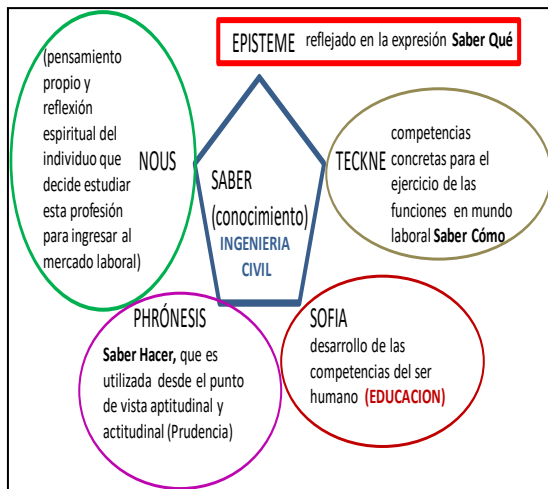 EPISTEME reflejado en la expresión Saber Qué
(pensamiento
propio y
reflexión
espiritual del
individuo que
decide estudiar
esta profesión
para ingresar al
mercado laboral)
NOUS
SABER
(conocimiento)
INGENIERIA
CIVIL
TECKNE
competencias
concretas para el
ejercicio de las
funciones en mundo
laboral Saber Cómo
PHRÓNESIS
Saber Hacer, que es
utilizada desde el punto
de vista aptitudinal y
actitudinal (Prudencia)
SOFIA
desarrollo de las
competencias del ser
humano (EDUCACION)